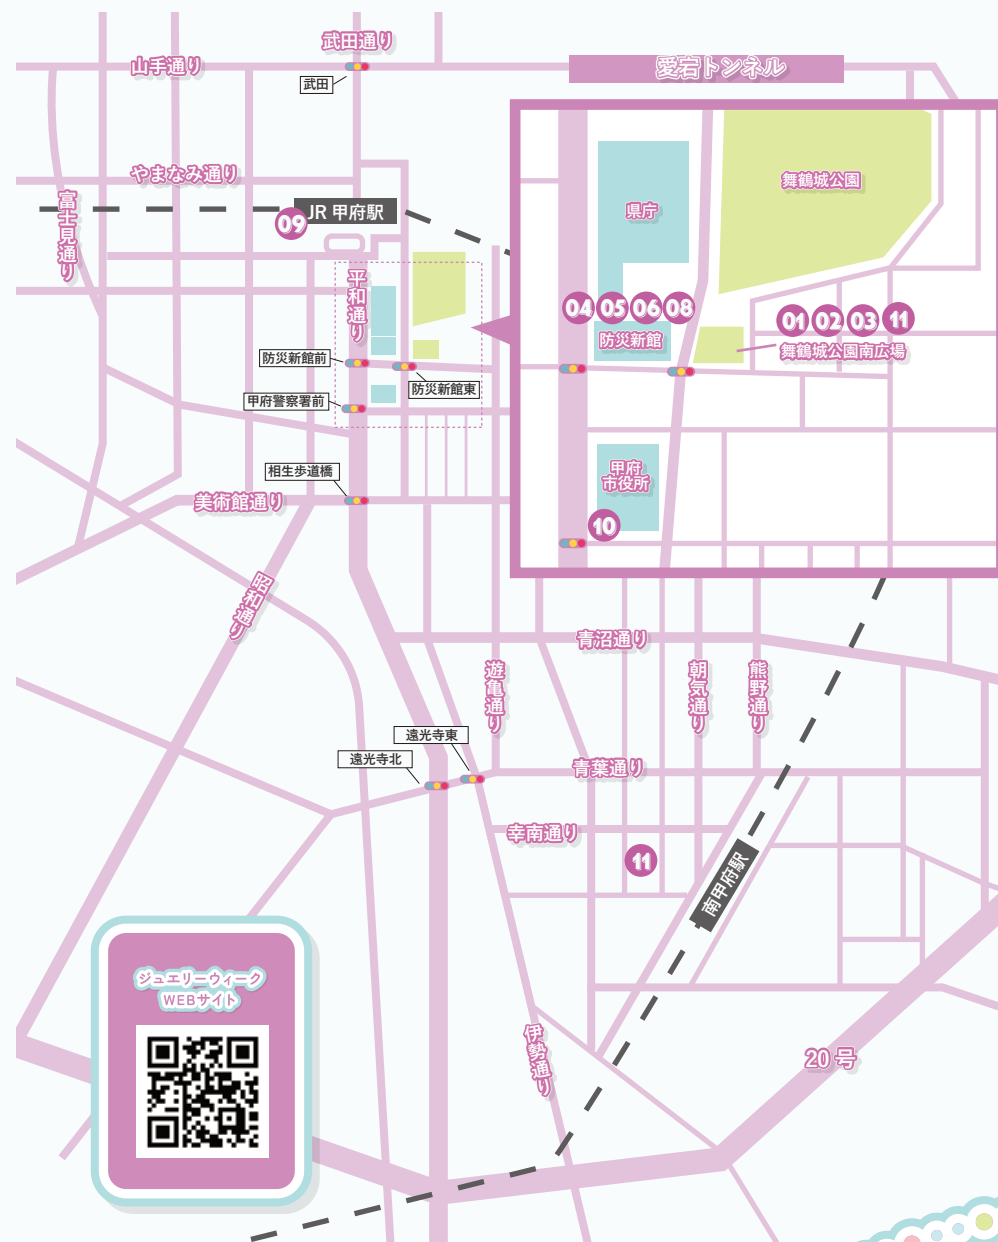 武田通り
山手通り
愛宕トンネル
武田
やまなみ通り
富士見通り
JR 甲府駅
09
平和通り
舞鶴城公園
県庁
04 05 06 08
01 02 03 11
防災新館
舞鶴城公園南広場
防災新館前
防災新館東
甲府警察署前
甲府
市役所
相生歩道橋
美術館通り
10
昭和通り
青沼通り
遊亀通り
朝気通り
熊野通り
遠光寺東
遠光寺北
青葉通り
幸南通り
11
南甲府駅
ジュエリーウィーク
WEBサイト
伊勢通り
20 号